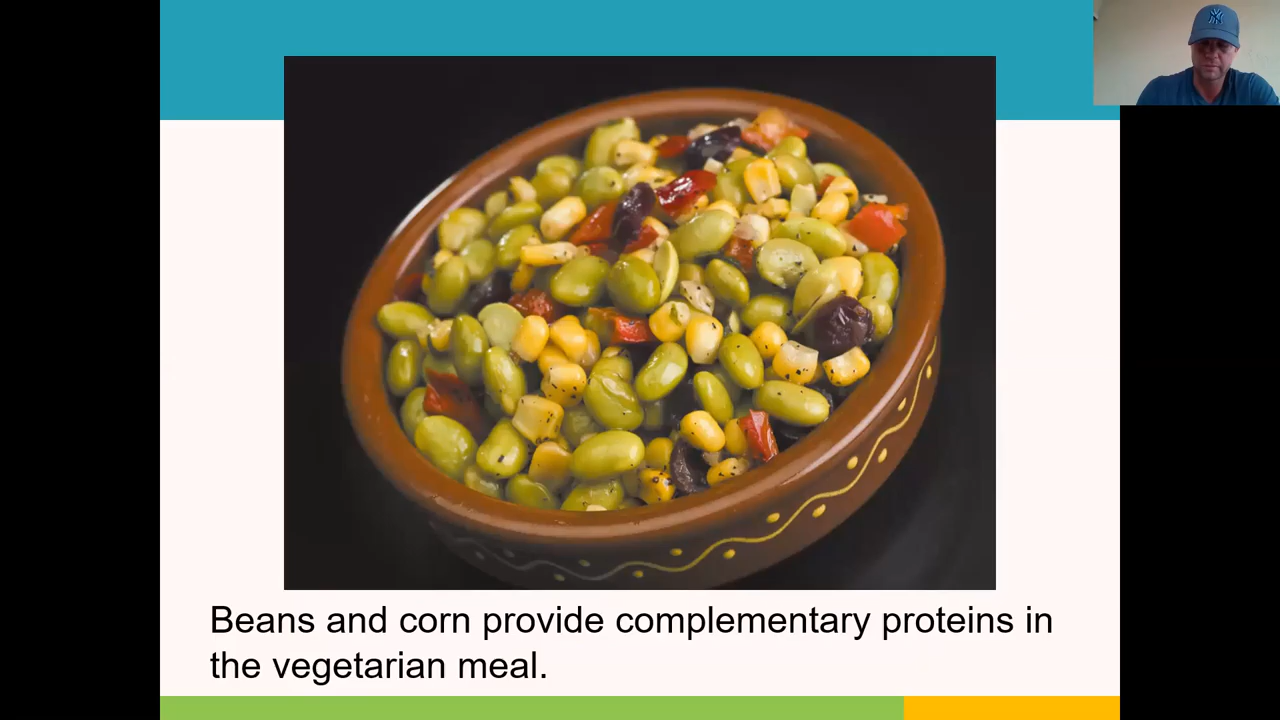 Beans and corn provide complementary proteins in
the vegetarian meal.